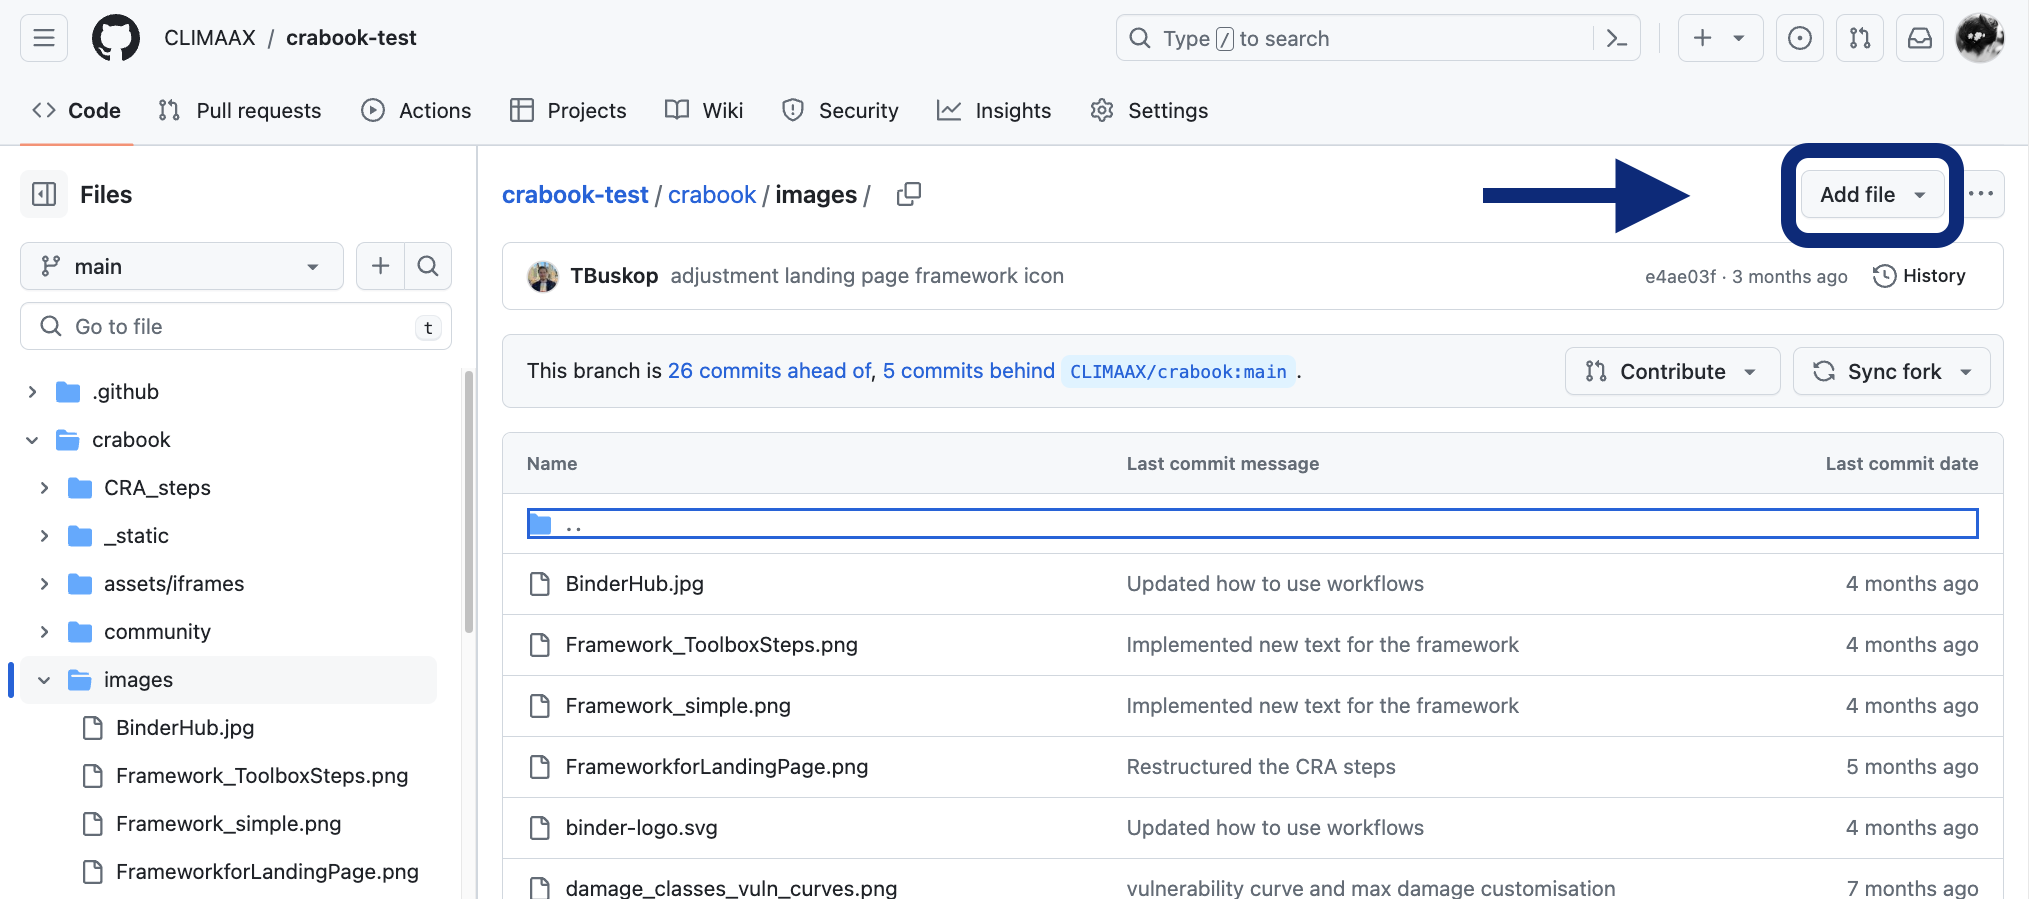 CLIMAAX / crabook-test
Type / to search
Code Pull requests Actions Projects Wiki Security Insights Settings
Files
crabook-test / crabook / images /
Add file
main
TBuskop adjustment landing page framework icon
e4ae03f · 3 months ago History
Go to file t
This branch is 26 commits ahead of, 5 commits behind CLIMAAX/crabook:main .
Contribute Sync fork
.github
crabook
CRA_steps
_static
assets/iframes
community
images
BinderHub.jpg
Framework_ToolboxSteps.png
Framework_simple.png
FrameworkforLandingPage.png
Name Last commit message Last commit date
..
BinderHub.jpg Updated how to use workflows 4 months ago
Framework_ToolboxSteps.png Implemented new text for the framework 4 months ago
Framework_simple.png Implemented new text for the framework 4 months ago
FrameworkforLandingPage.png Restructured the CRA steps 5 months ago
binder-logo.svg Updated how to use workflows 4 months ago
damage_classes_vuln_curves.png vulnerability curve and max damage customisation 7 months ago